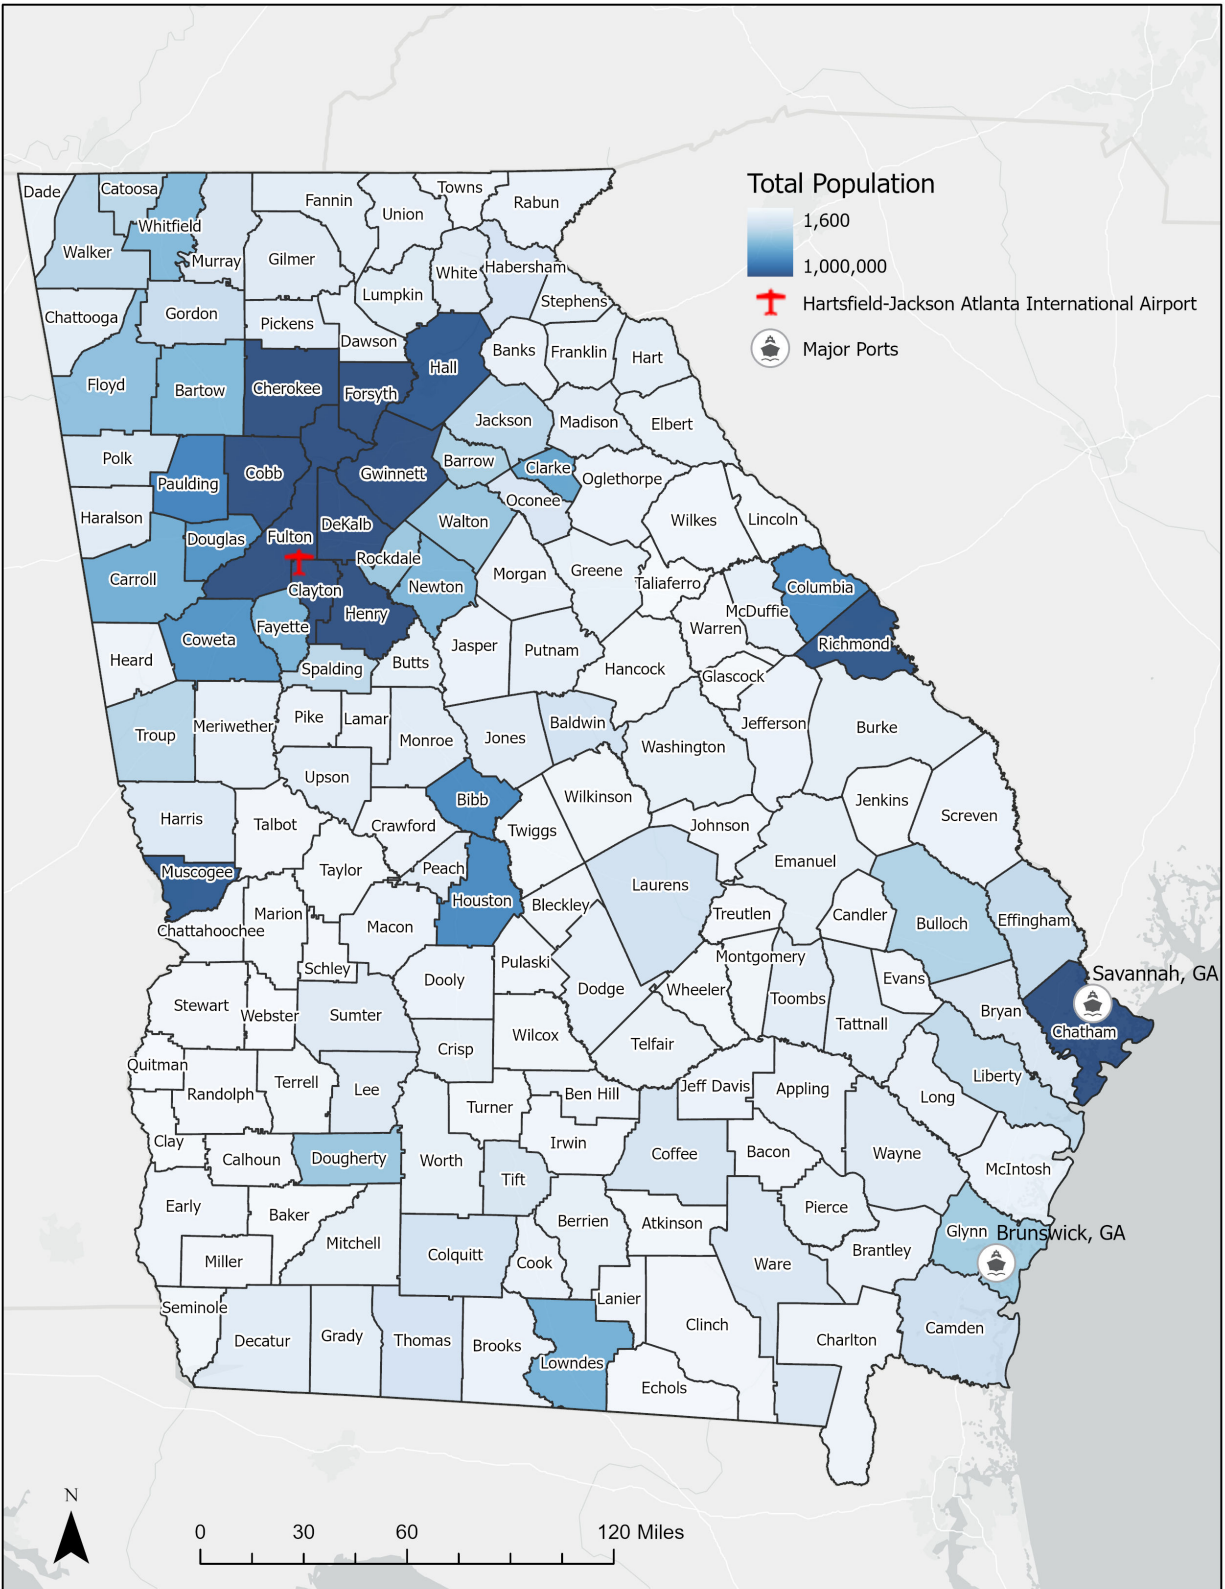 Total Population
1,600
1,000,000
Hartsfield-Jackson Atlanta International Airport
Major Ports
Dade
Catoosa
Whitfield
Walker
Murray
Fannin
Union
Towns
Rabun
Gilmer
White
Habersham
Lumpkin
Stephens
Chattooga
Gordon
Pickens
Dawson
Hall
Banks
Franklin
Hart
Floyd
Bartow
Cherokee
Forsyth
Jackson
Madison
Elbert
Polk
Paulding
Cobb
Gwinnett
Barrow
Clarke
Oglethorpe
Oconee
Haralson
Douglas
Fulton
DeKalb
Walton
Wilkes
Lincoln
Carroll
Rockdale
Clayton
Newton
Morgan
Greene
Taliaferro
Columbia
McDuffie
Coweta
Fayette
Henry
Warren
Richmond
Heard
Spalding
Butts
Jasper
Putnam
Hancock
Glascock
Troup
Meriwether
Pike
Lamar
Monroe
Jones
Baldwin
Washington
Jefferson
Burke
Upson
Harris
Talbot
Crawford
Bibb
Twiggs
Wilkinson
Johnson
Jenkins
Screven
Muscogee
Taylor
Peach
Houston
Laurens
Emanuel
Chattahoochee
Marion
Macon
Bleckley
Treutlen
Candler
Bulloch
Effingham
Schley
Dooly
Pulaski
Dodge
Montgomery
Wheeler
Toombs
Evans
Savannah, GA
Stewart
Webster
Sumter
Crisp
Wilcox
Telfair
Tattnall
Bryan
Chatham
Quitman
Randolph
Terrell
Lee
Turner
Ben Hill
Jeff Davis
Appling
Long
Liberty
Clay
Calhoun
Dougherty
Worth
Irwin
Coffee
Bacon
Wayne
McIntosh
Early
Baker
Tift
Berrien
Atkinson
Pierce
Glynn
Brunswick, GA
Miller
Mitchell
Colquitt
Cook
Ware
Brantley
Seminole
Decatur
Grady
Thomas
Brooks
Lowndes
Lanier
Clinch
Charlton
Camden
Echols
N
0 30 60 120 Miles